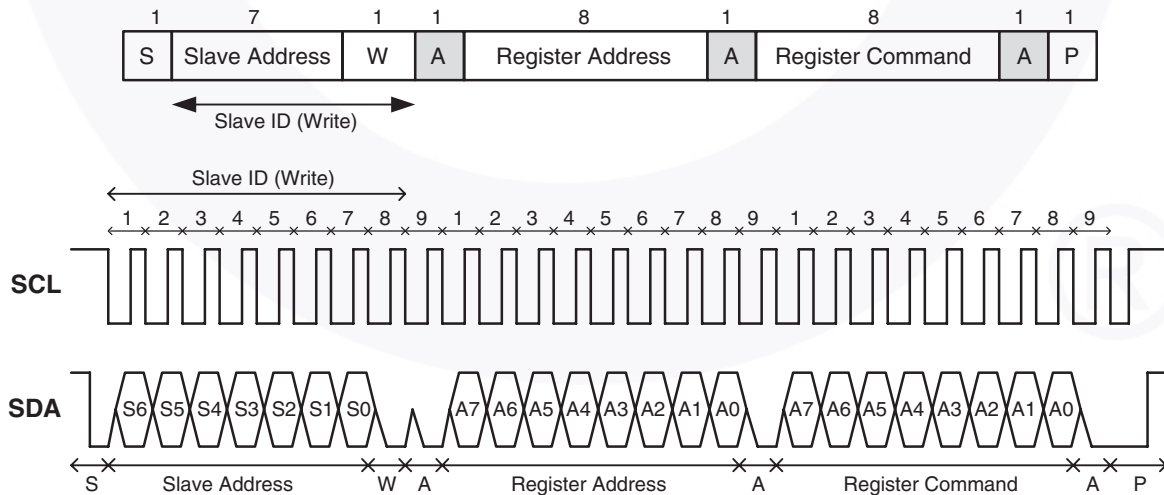 1 7 1 1 8 1 8 1 1
S Slave Address W A Register Address A Register Command A P
Slave ID (Write)
Slave ID (Write)
1 2 3 4 5 6 7 8 9 1 2 3 4 5 6 7 8 9 1 2 3 4 5 6 7 8 9
SCL
SDA S6 S5 S4 S3 S2 S1 S0 A7 A6 A5 A4 A3 A2 A1 A0 A7 A6 A5 A4 A3 A2 A1 A0
S Slave Address W A Register Address A Register Command A P
®